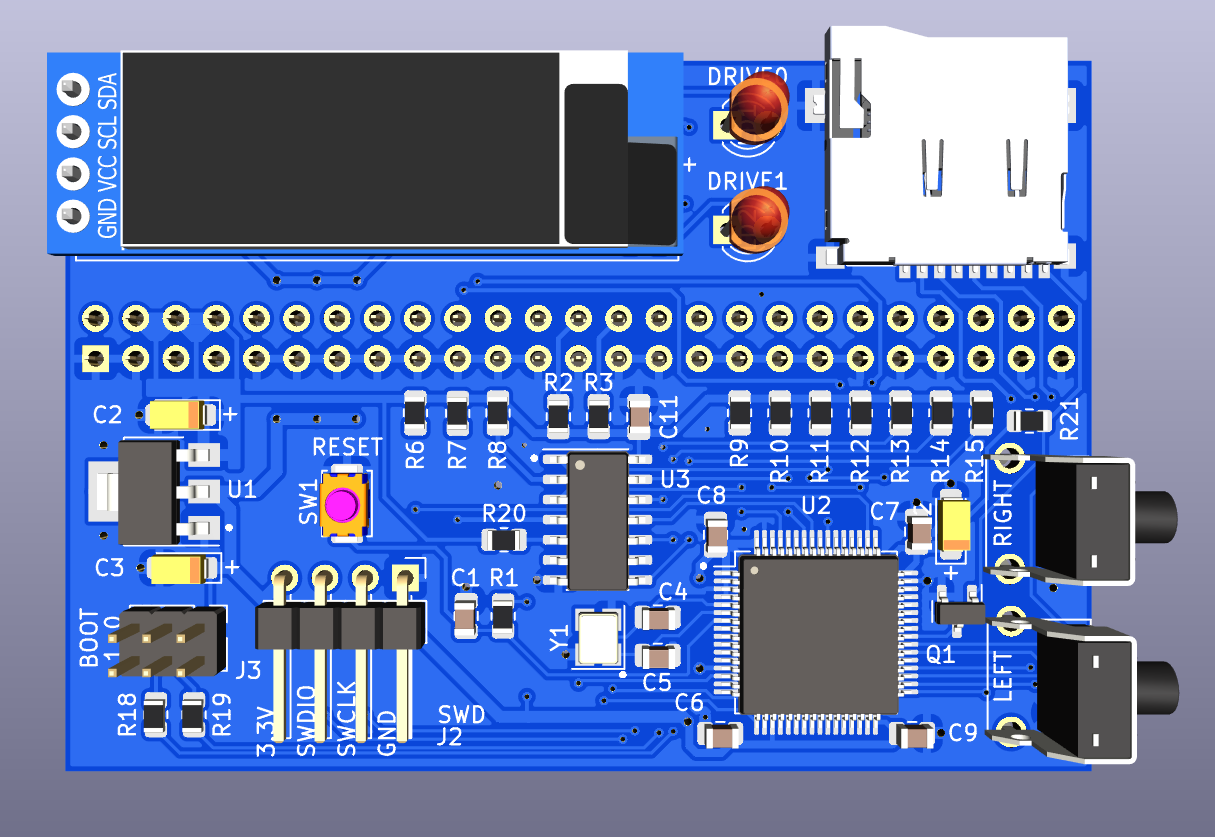 SDA
SCL
VCC
GND
+
DRIVE0
DRIVE1
C2
+
R6
R7
R8
R2
R3
C11
R9
R10
R11
R12
R13
R14
R15
R21
RESET
SW1
U1
U3
R20
C8
U2
C7
+
RIGHT
C3
+
BOOT
1 0
J3
C1
R1
Y1
C4
C5
C6
Q1
LEFT
R18
R19
3.3V
SWDIO
SWCLK
GND
SWD
J2
C9